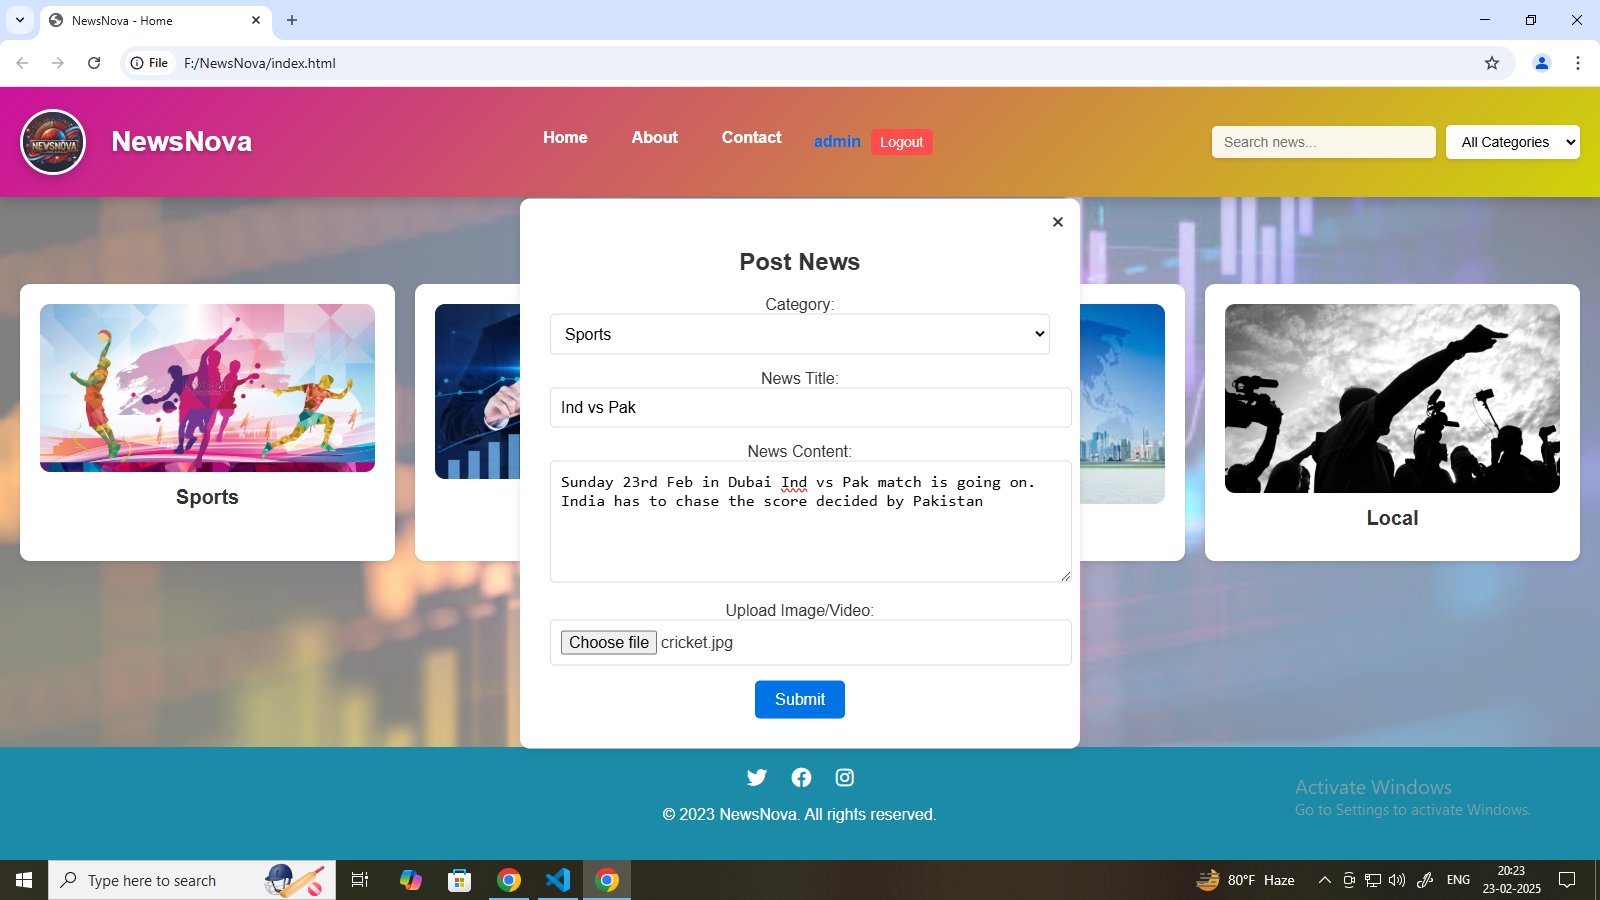 NewsNova - Home
File
F:/NewsNova/index.html
NEWSNOVA
NewsNova
Home
About
Contact
admin
Logout
Search news...
All Categories
Post News
Category:
Sports
News Title:
Ind vs Pak
News Content:
Sunday 23rd Feb in Dubai Ind vs Pak match is going on.
India has to chase the score decided by Pakistan
Upload Image/Video:
Choose file cricket.jpg
Submit
Sports
Local
© 2023 NewsNova. All rights reserved.
Activate Windows
Go to Settings to activate Windows.
Type here to search
80°F Haze
ENG
20:23
23-02-2025